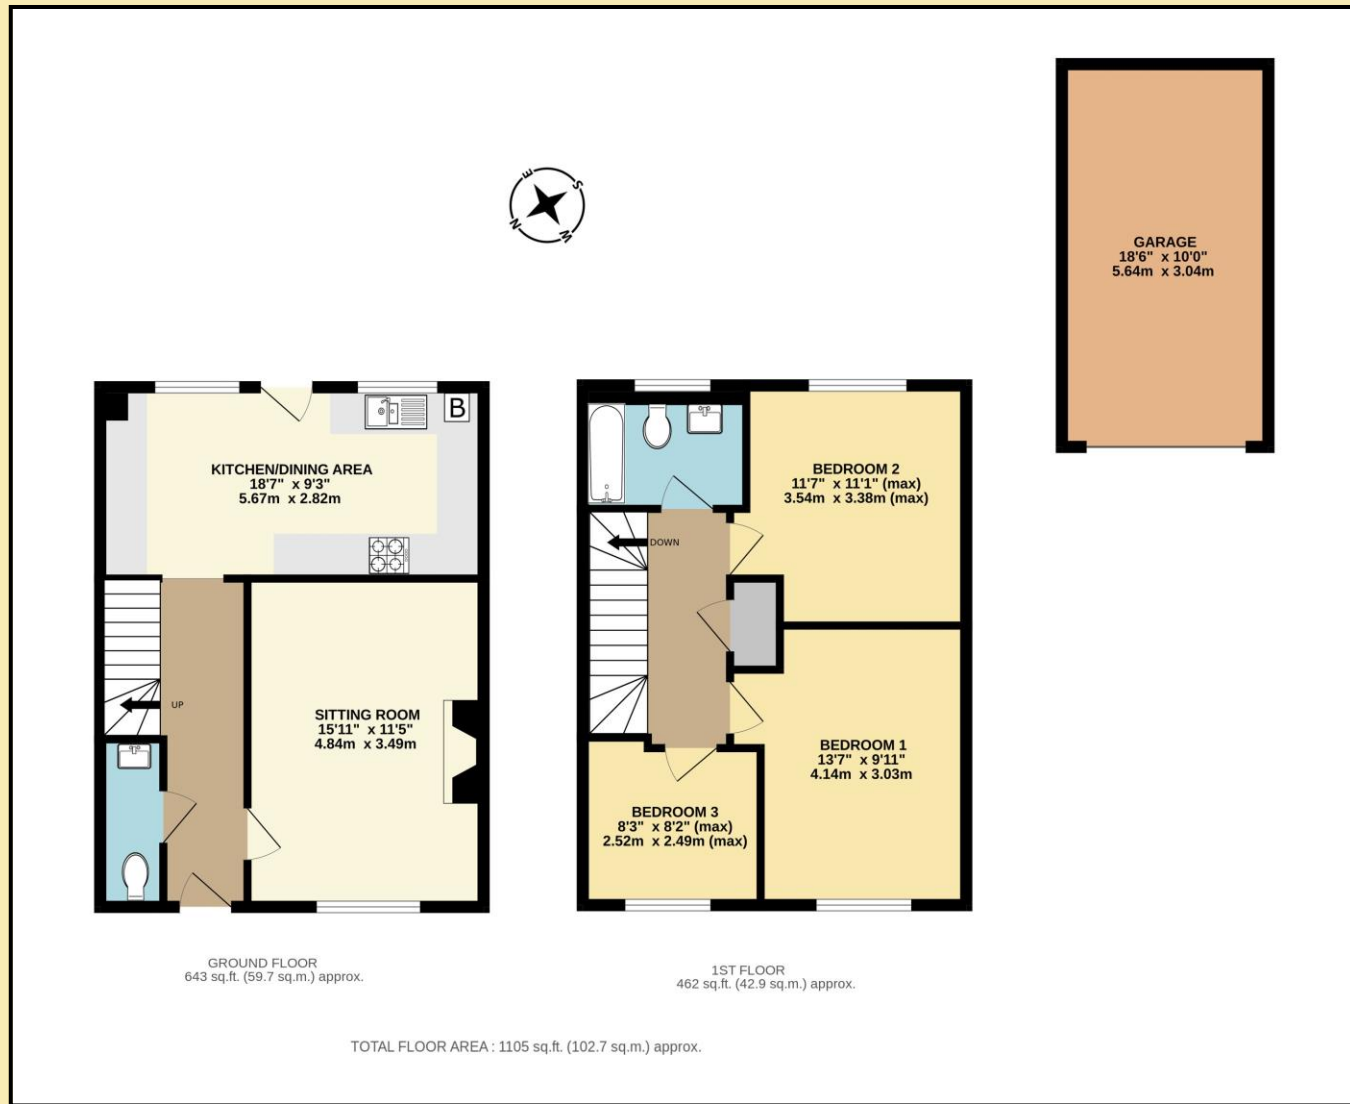 E
S
N
W
GARAGE
18'6" x 10'0"
5.64m x 3.04m
B
KITCHEN/DINING AREA
18'7" x 9'3"
5.67m x 2.82m
UP
SITTING ROOM
15'11" x 11'5"
4.84m x 3.49m
GROUND FLOOR
643 sq.ft. (59.7 sq.m.) approx.
BEDROOM 2
11'7" x 11'1" (max)
3.54m x 3.38m (max)
DOWN
BEDROOM 1
13'7" x 9'11"
4.14m x 3.03m
BEDROOM 3
8'3" x 8'2" (max)
2.52m x 2.49m (max)
1ST FLOOR
462 sq.ft. (42.9 sq.m.) approx.
TOTAL FLOOR AREA : 1105 sq.ft. (102.7 sq.m.) approx.